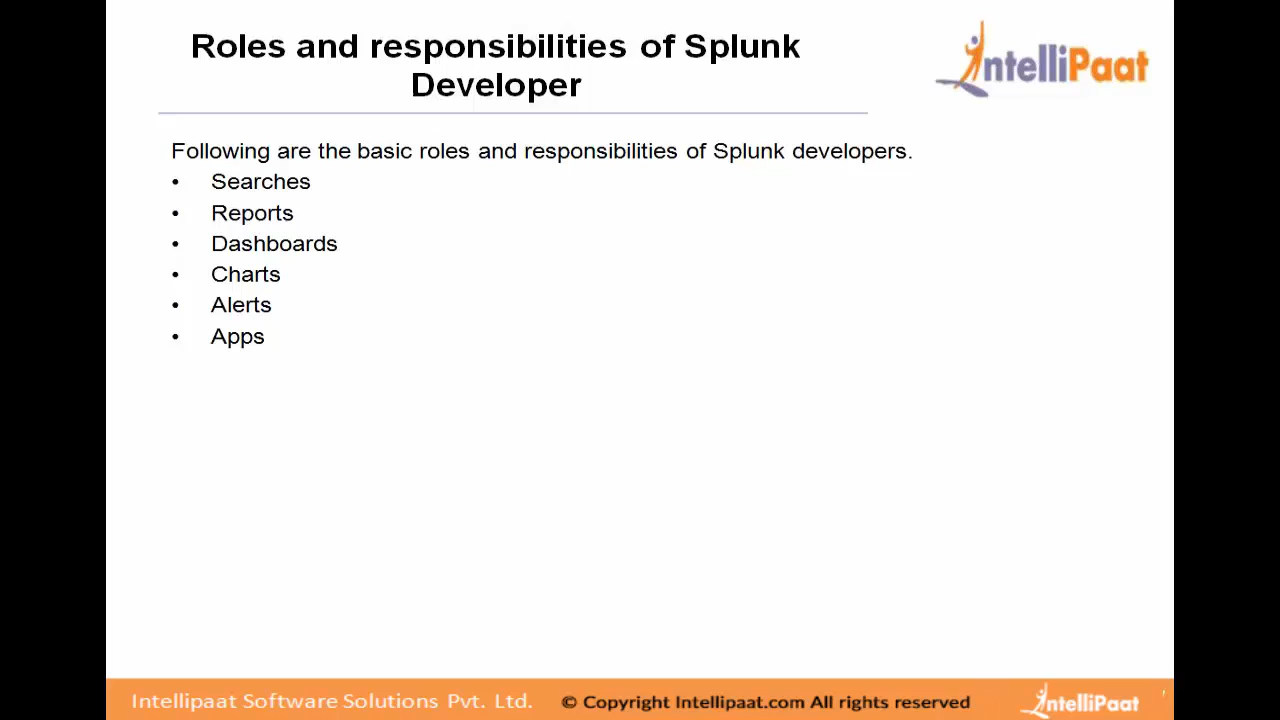 Roles and responsibilities of Splunk
Developer
IntelliPaat
Following are the basic roles and responsibilities of Splunk developers.
• Searches
• Reports
• Dashboards
• Charts
• Alerts
• Apps
Intellipaat Software Solutions Pvt. Ltd. © Copyright Intellipaat.com All rights reserved IntelliPaat